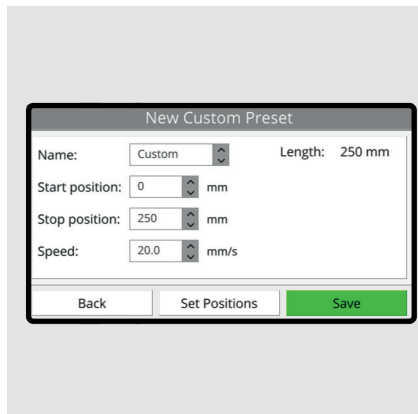 New Custom Preset
Name: Custom Length: 250 mm
Start position: 0 mm
Stop position: 250 mm
Speed: 20.0 mm/s
Back Set Positions Save